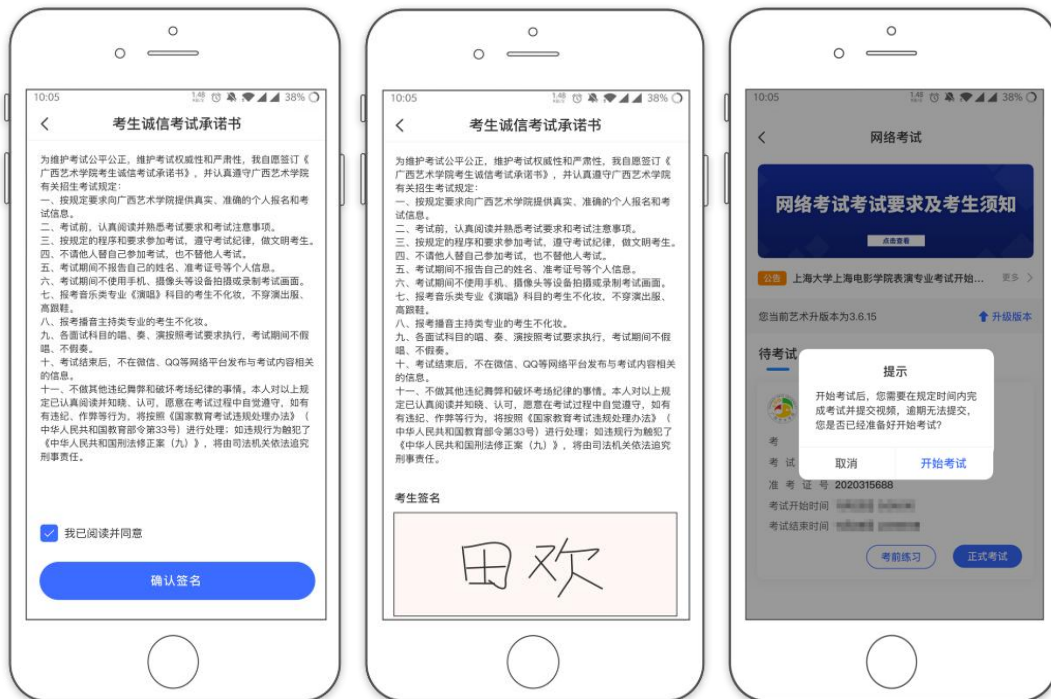 10:05
1.48
38%
考生诚信考试承诺书
为维护考试公平公正，维护考试权威性和严肃性，我自愿签订《
广西艺术学院考生诚信考试承诺书》，并认真遵守广西艺术学院
有关招生考试规定：
一、按规定要求向广西艺术学院提供真实、准确的个人报名和考
试信息。
二、考试前，认真阅读并熟悉考试要求和考试注意事项。
三、按规定的程序和要求参加考试，遵守考试纪律，做文明考生。
四、不请他人替自己参加考试，也不替他人考试。
五、考试期间不报告自己的姓名、准考证号等个人信息。
六、考试期间不使用手机、摄像头等设备拍摄或录制考试画面。
七、报考音乐类专业《演唱》科目的考生不化妆，不穿演出服、
高跟鞋。
八、报考播音主持类专业的考生不化妆。
九、各面试科目的唱、奏、演按照考试要求执行，考试期间不假
唱、不假奏。
十、考试结束后，不在微信、QQ等网络平台发布与考试内容相关
的信息。
十一、不做其他违纪舞弊和破坏考场纪律的事情。本人对以上规
定已认真阅读并知晓、认可，愿意在考试过程中自觉遵守，如有
有违纪、作弊等行为，将按照《国家教育考试违规处理办法》（
中华人民共和国教育部令第33号）进行处理；如违规行为触犯了
《中华人民共和国刑法修正案（九）》，将由司法机关依法追究
刑事责任。
我已阅读并同意
确认签名
10:05
1.48
38%
考生诚信考试承诺书
为维护考试公平公正，维护考试权威性和严肃性，我自愿签订《
广西艺术学院考生诚信考试承诺书》，并认真遵守广西艺术学院
有关招生考试规定：
一、按规定要求向广西艺术学院提供真实、准确的个人报名和考
试信息。
二、考试前，认真阅读并熟悉考试要求和考试注意事项。
三、按规定的程序和要求参加考试，遵守考试纪律，做文明考生。
四、不请他人替自己参加考试，也不替他人考试。
五、考试期间不报告自己的姓名、准考证号等个人信息。
六、考试期间不使用手机、摄像头等设备拍摄或录制考试画面。
七、报考音乐类专业《演唱》科目的考生不化妆，不穿演出服、
高跟鞋。
八、报考播音主持类专业的考生不化妆。
九、各面试科目的唱、奏、演按照考试要求执行，考试期间不假
唱、不假奏。
十、考试结束后，不在微信、QQ等网络平台发布与考试内容相关
的信息。
十一、不做其他违纪舞弊和破坏考场纪律的事情。本人对以上规
定已认真阅读并知晓、认可，愿意在考试过程中自觉遵守，如有
有违纪、作弊等行为，将按照《国家教育考试违规处理办法》（
中华人民共和国教育部令第33号）进行处理；如违规行为触犯了
《中华人民共和国刑法修正案（九）》，将由司法机关依法追究
刑事责任。
考生签名
田欢
10:05
1.48
38%
网络考试
网络考试考试要求及考生须知
点击查看
公告 上海大学上海电影学院表演专业考试开始... 更多
您当前艺术升版本为3.6.15 升级版本
待考试
提示
开始考试后，您需要在规定时间内完
成考试并提交视频，逾期无法提交，
您是否已经准备好开始考试？
取消 开始考试
考
考 试
准 考 证 号 2020315688
考试开始时间
考试结束时间
考前练习 正式考试